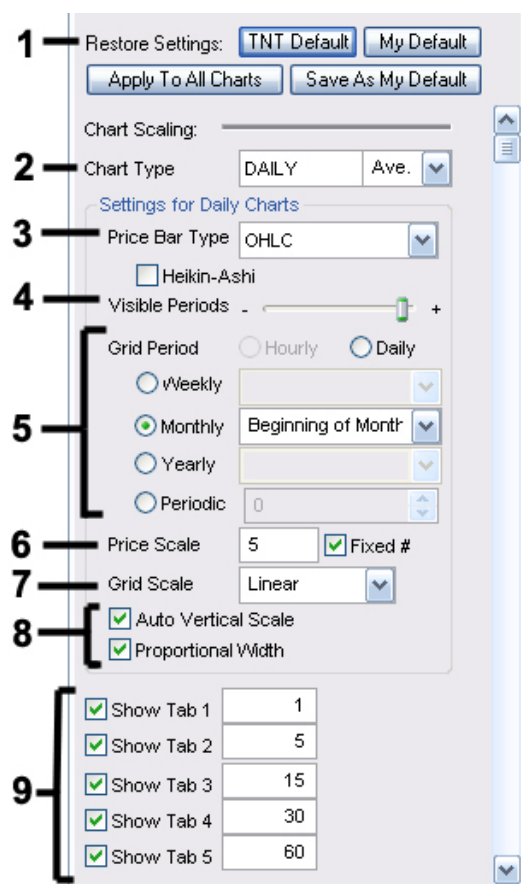 1 Restore Settings: TNT Default My Default
Apply To All Charts Save As My Default
Chart Scaling:
2 Chart Type DAILY Ave.
Settings for Daily Charts
3 Price Bar Type OHLC
Heikin-Ashi
4 Visible Periods - +
Grid Period Hourly Daily
Weekly
5 Monthly Beginning of Month
Yearly
Periodic 0
6 Price Scale 5 Fixed #
7 Grid Scale Linear
8 Auto Vertical Scale
Proportional Width
Show Tab 1 1
Show Tab 2 5
9 Show Tab 3 15
Show Tab 4 30
Show Tab 5 60